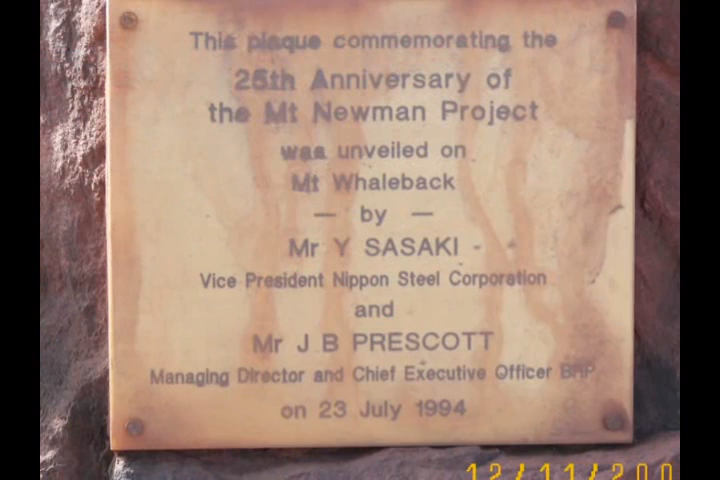 This plaque commemorating the
25th Anniversary of
the Mt Newman Project
was unveiled on
Mt Whaleback
— by —
Mr Y SASAKI
Vice President Nippon Steel Corporation
and
Mr J B PRESCOTT
Managing Director and Chief Executive Officer BHP
on 23 July 1994
12/11/200